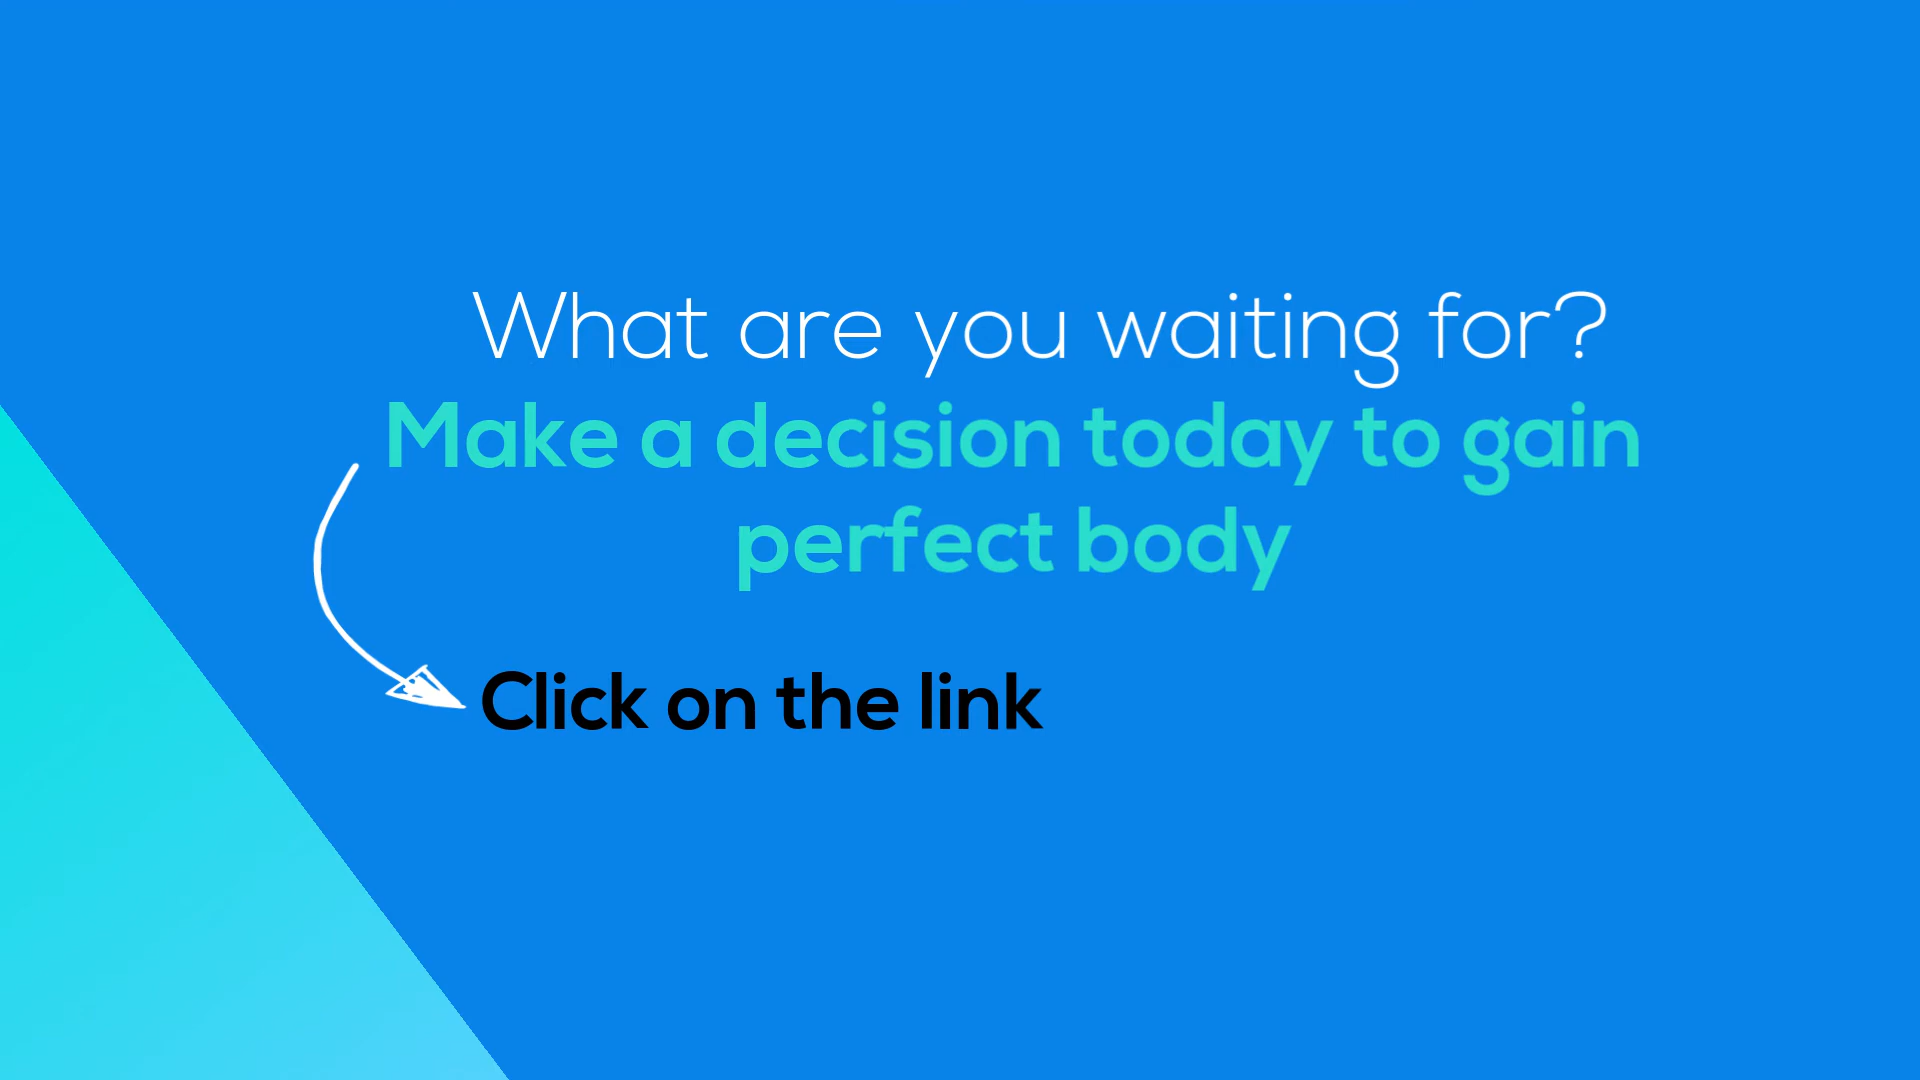 What are you waiting for?
Make a decision today to gain
perfect body
Click on the link